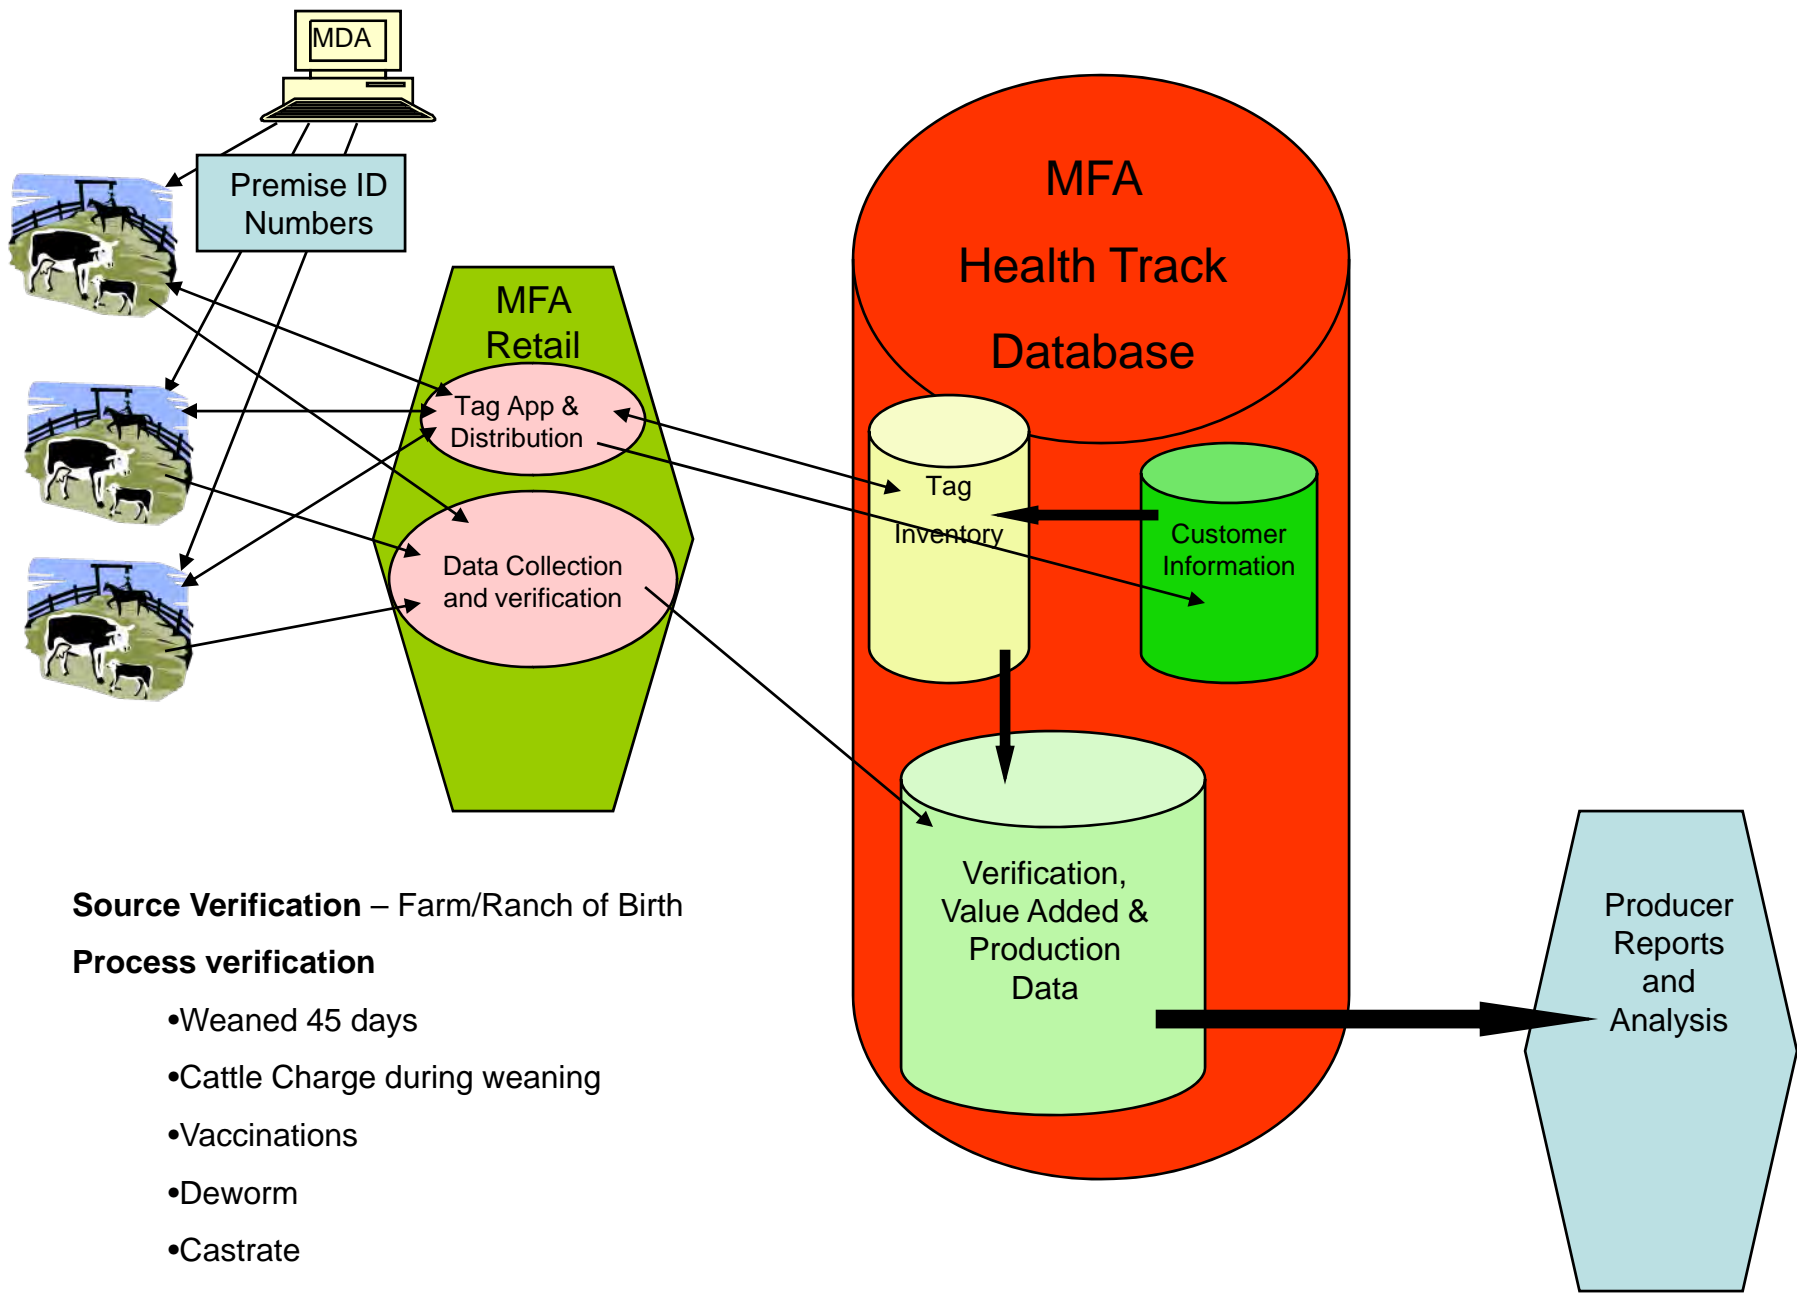 MDA
Premise ID
Numbers
MFA
Retail
Tag App &
Distribution
Data Collection
and verification
MFA
Health Track
Database
Tag
Inventory
Customer
Information
Verification,
Value Added &
Production
Data
Producer
Reports
and
Analysis
Source Verification – Farm/Ranch of Birth
Process verification
•Weaned 45 days
•Cattle Charge during weaning
•Vaccinations
•Deworm
•Castrate